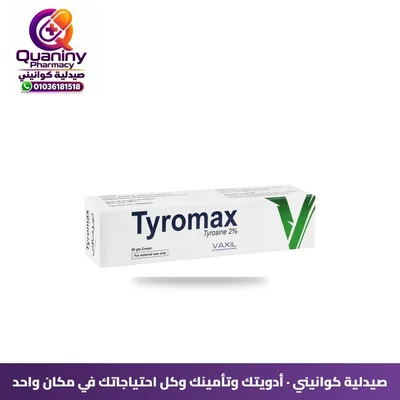 Quaniny
Pharmacy
صيدلية كوانيني
01036181518
Tyromax
Tyrosine 2%
VAXIL
For external use only
صيدلية كوانيني · أدويتك وتأمينك وكل احتياجاتك في مكان واحد